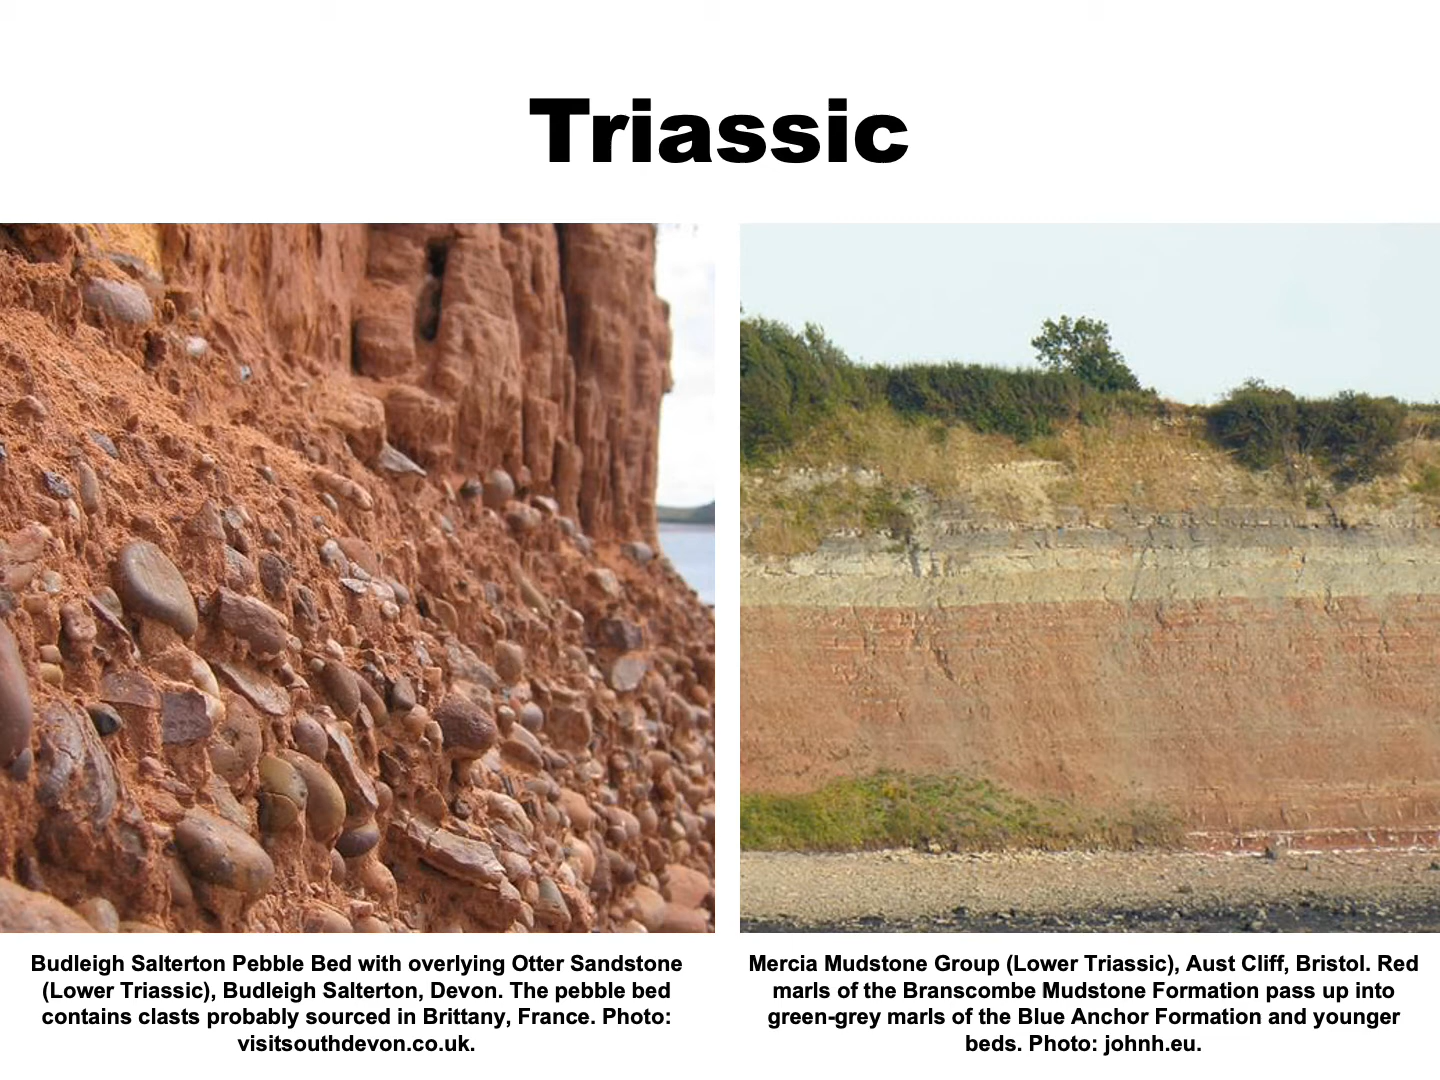 Triassic
Budleigh Salterton Pebble Bed with overlying Otter Sandstone
(Lower Triassic), Budleigh Salterton, Devon. The pebble bed
contains clasts probably sourced in Brittany, France. Photo:
visitsouthdevon.co.uk.
Mercia Mudstone Group (Lower Triassic), Aust Cliff, Bristol. Red
marls of the Branscombe Mudstone Formation pass up into
green-grey marls of the Blue Anchor Formation and younger
beds. Photo: johnh.eu.